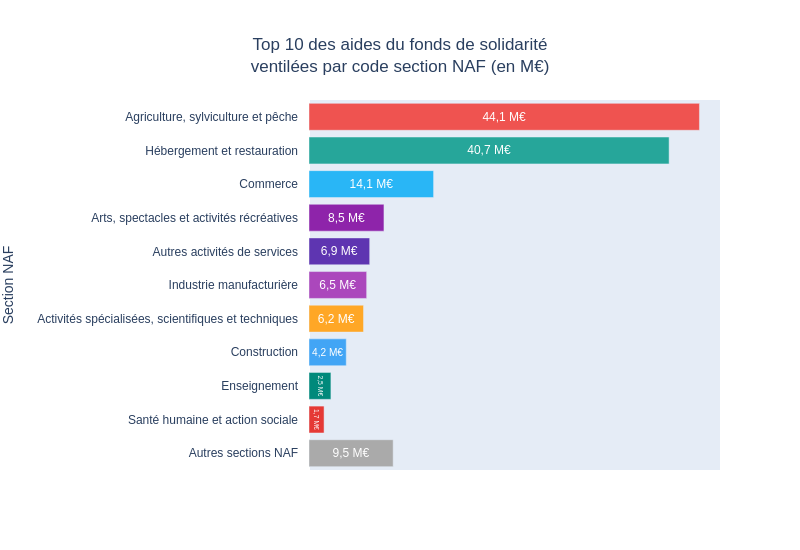 Top 10 des aides du fonds de solidarité
ventilées par code section NAF (en M€)
Section NAF
Agriculture, sylviculture et pêche 44,1 M€
Hébergement et restauration 40,7 M€
Commerce 14,1 M€
Arts, spectacles et activités récréatives 8,5 M€
Autres activités de services 6,9 M€
Industrie manufacturière 6,5 M€
Activités spécialisées, scientifiques et techniques 6,2 M€
Construction 4,2 M€
Enseignement 2,5 M€
Santé humaine et action sociale 1,7 M€
Autres sections NAF 9,5 M€